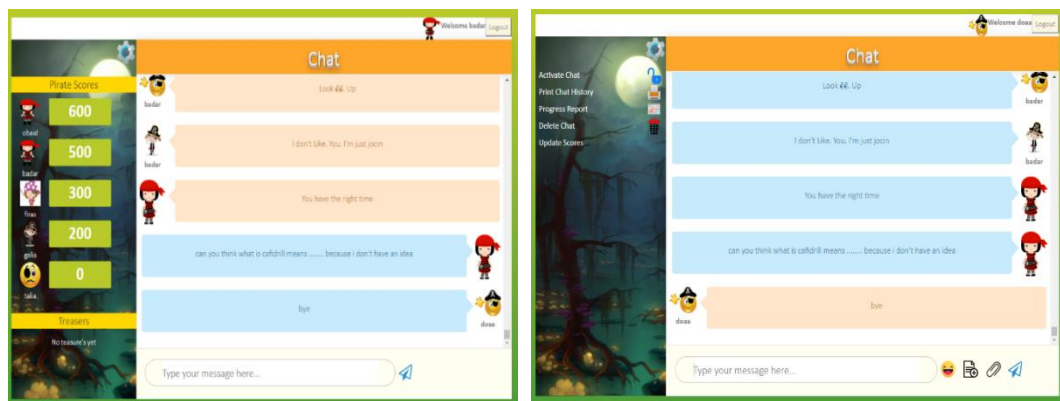 Welcome badar
Logout
Chat
Pirate Scores
600
obaid
500
badar
300
firas
200
galia
0
talia
Treasers
No teasure's yet
Look őő. Up
badar
I don't Like. You. I'm just jocin
badar
You have the right time
can you think what is cafidrill means ........ because i don't have an idea
bye
doaa
Type your message here...
Welcome doaa
Logout
Chat
Activate Chat
Print Chat History
Progress Report
Delete Chat
Update Scores
Look őő. Up
badar
I don't Like. You. I'm just jocin
badar
You have the right time
can you think what is cafidrill means ........ because i don't have an idea
bye
doaa
Type your message here...